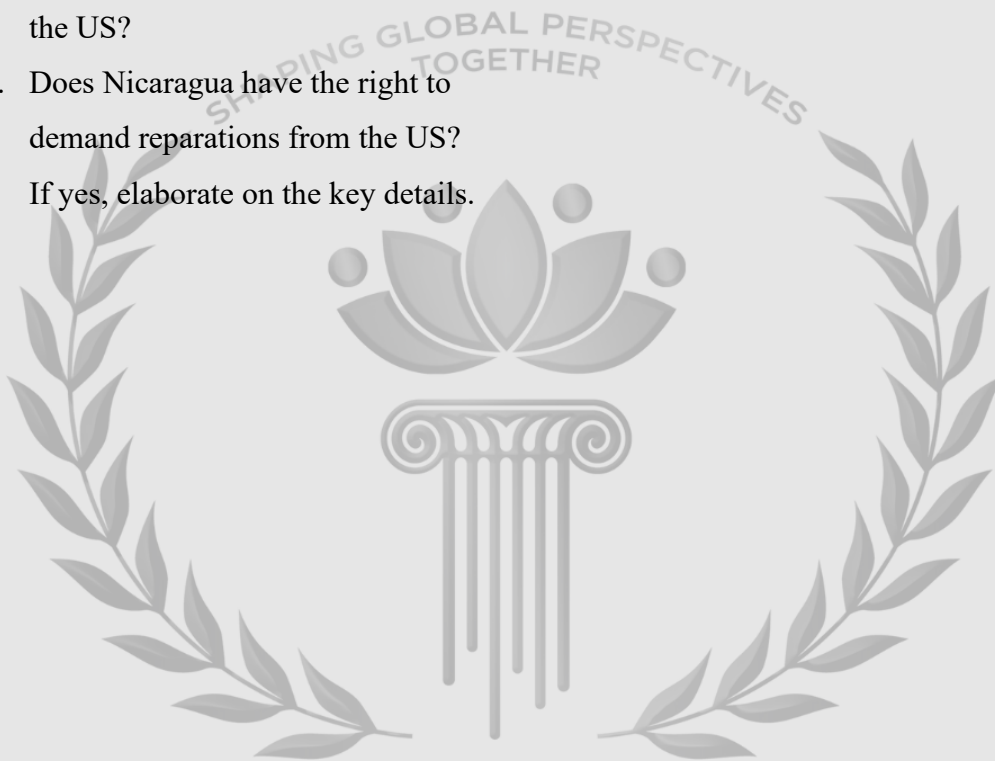 the US?
. Does Nicaragua have the right to
demand reparations from the US?
If yes, elaborate on the key details.
SHAPING GLOBAL PERSPECTIVES
TOGETHER